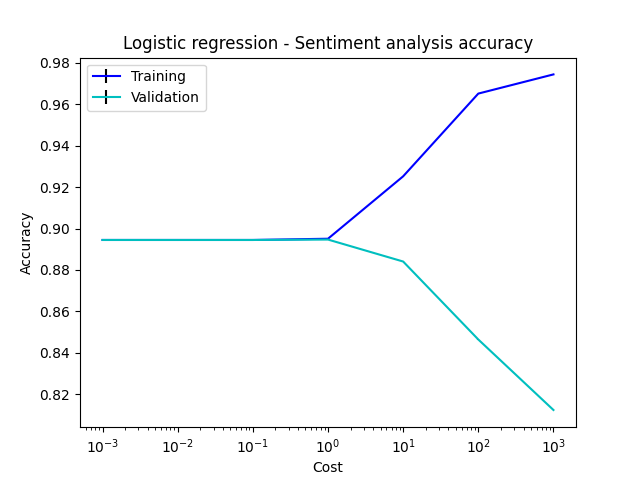 Logistic regression - Sentiment analysis accuracy
0.98
0.96
0.94
0.92
0.90
0.88
0.86
0.84
0.82
Accuracy
Training
Validation
10⁻³ 10⁻² 10⁻¹ 10⁰ 10¹ 10² 10³
Cost